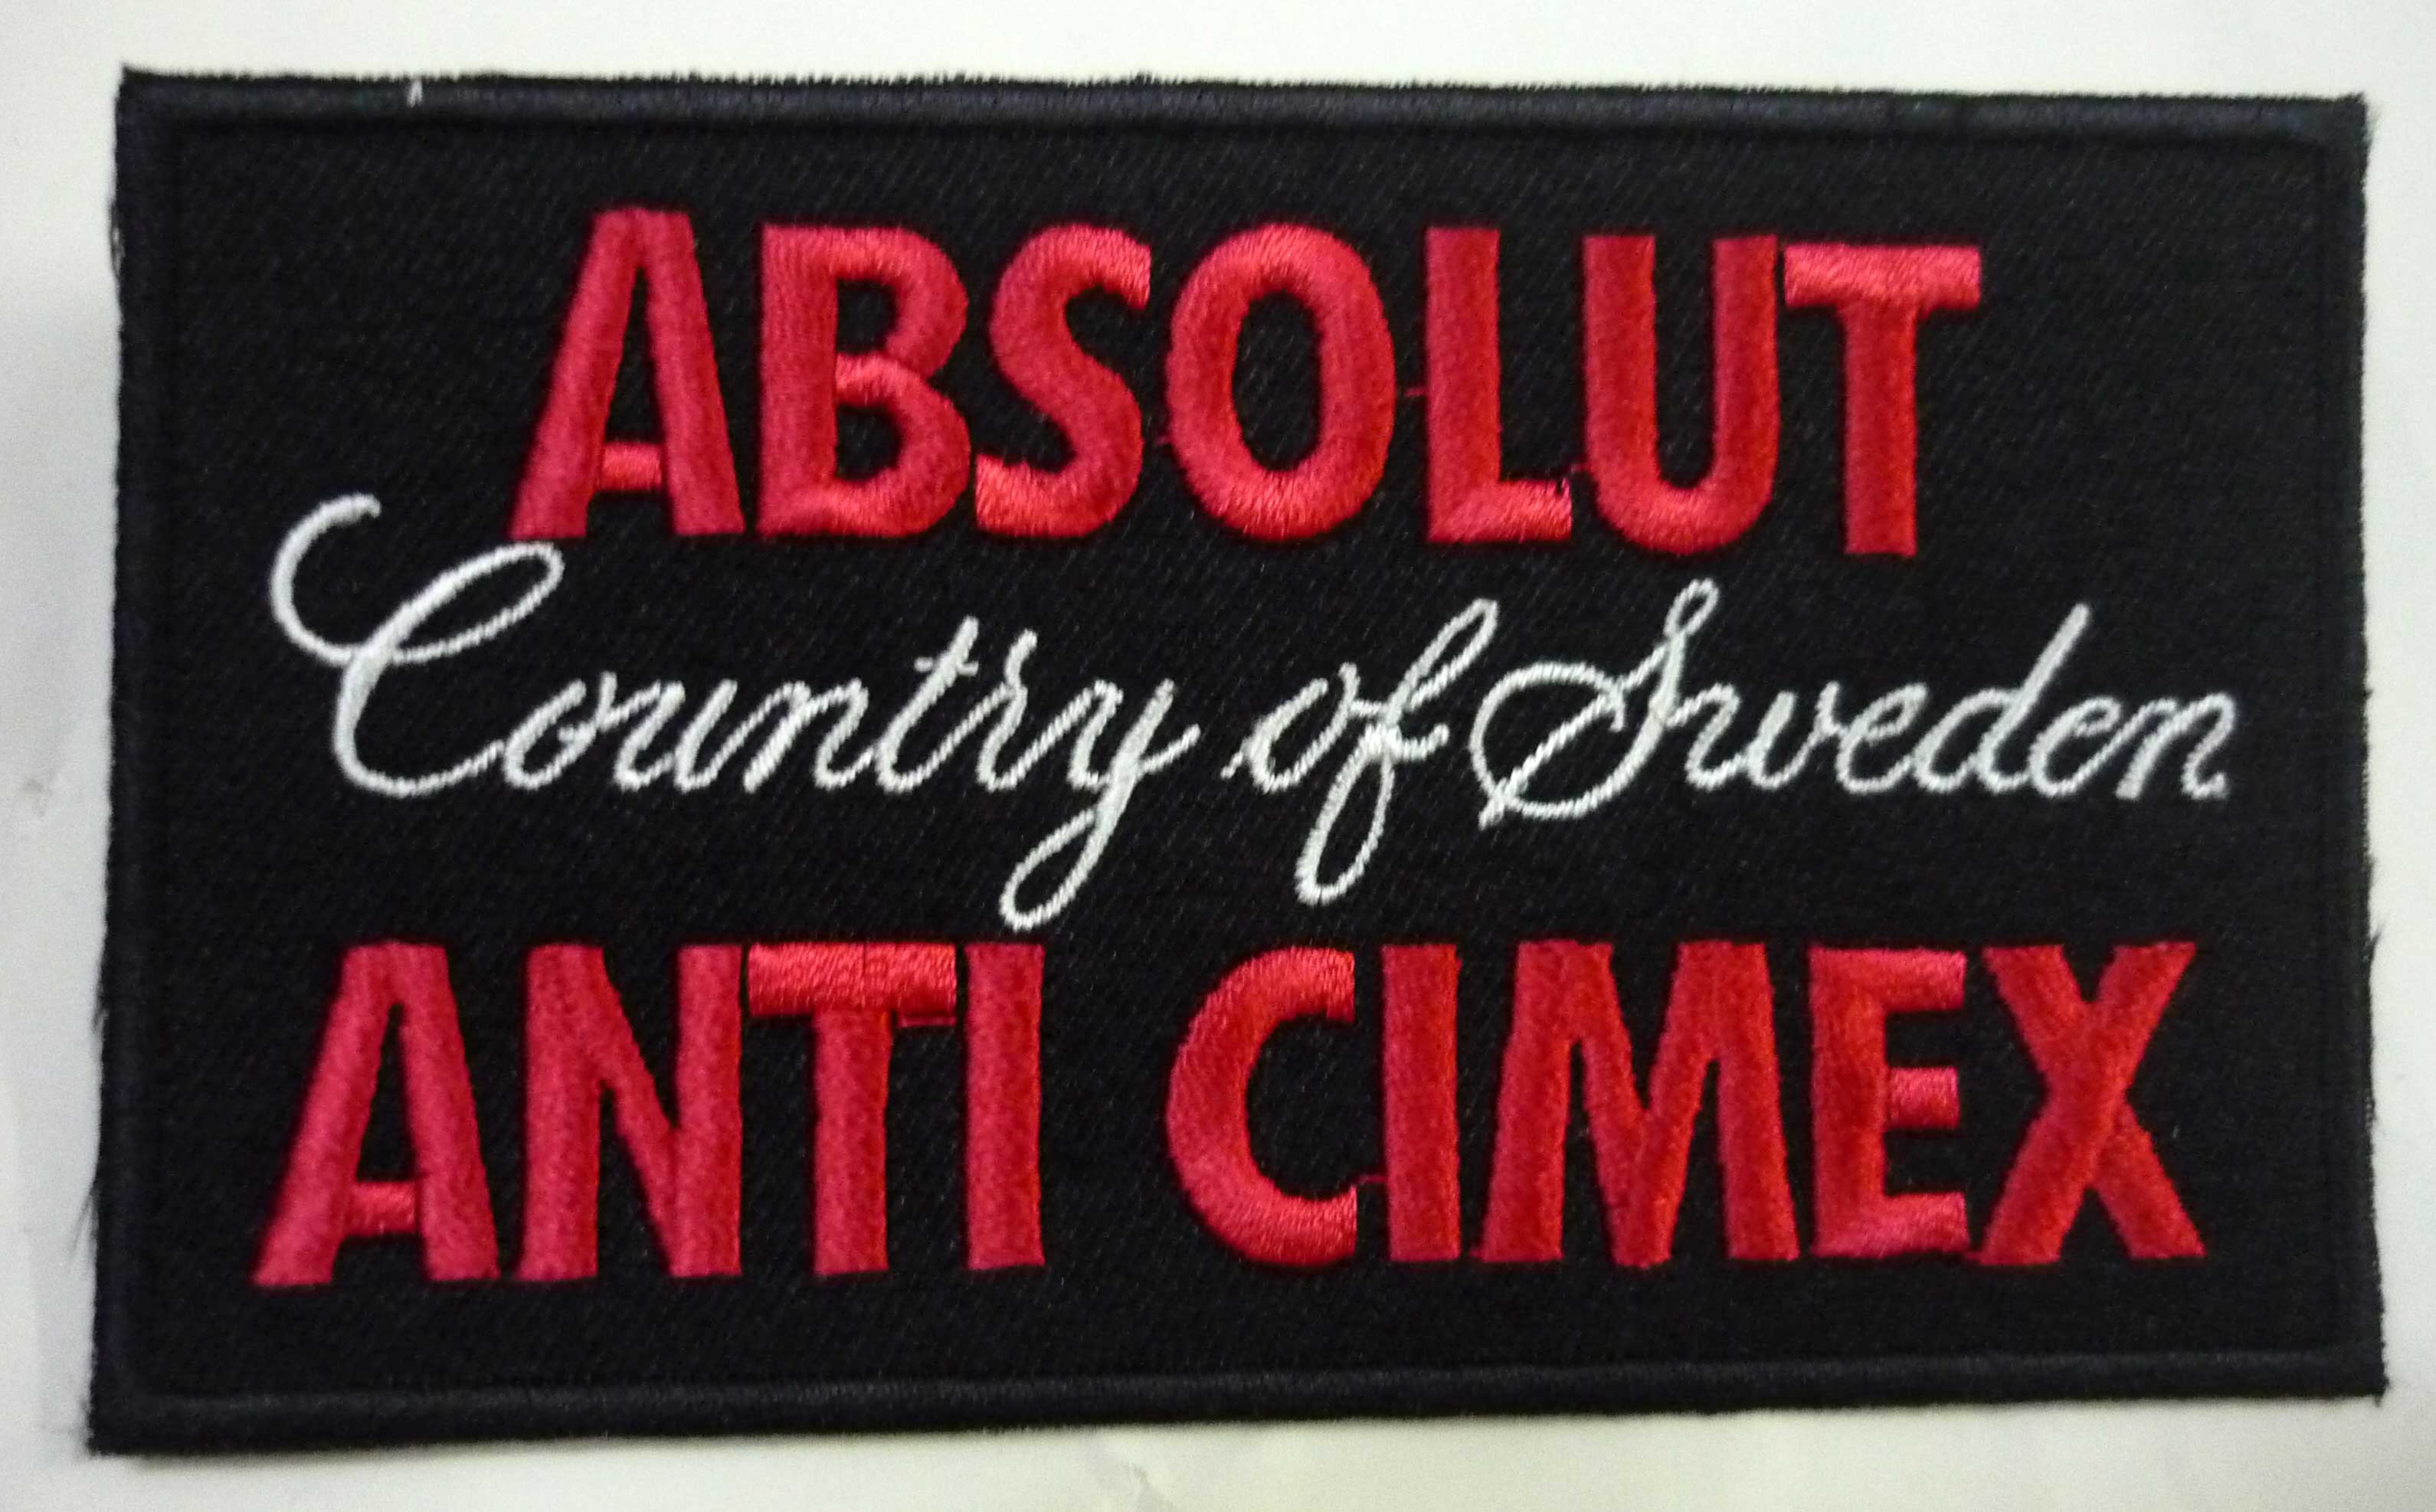 ABSOLUT
Country of Sweden
ANTI CIMEX